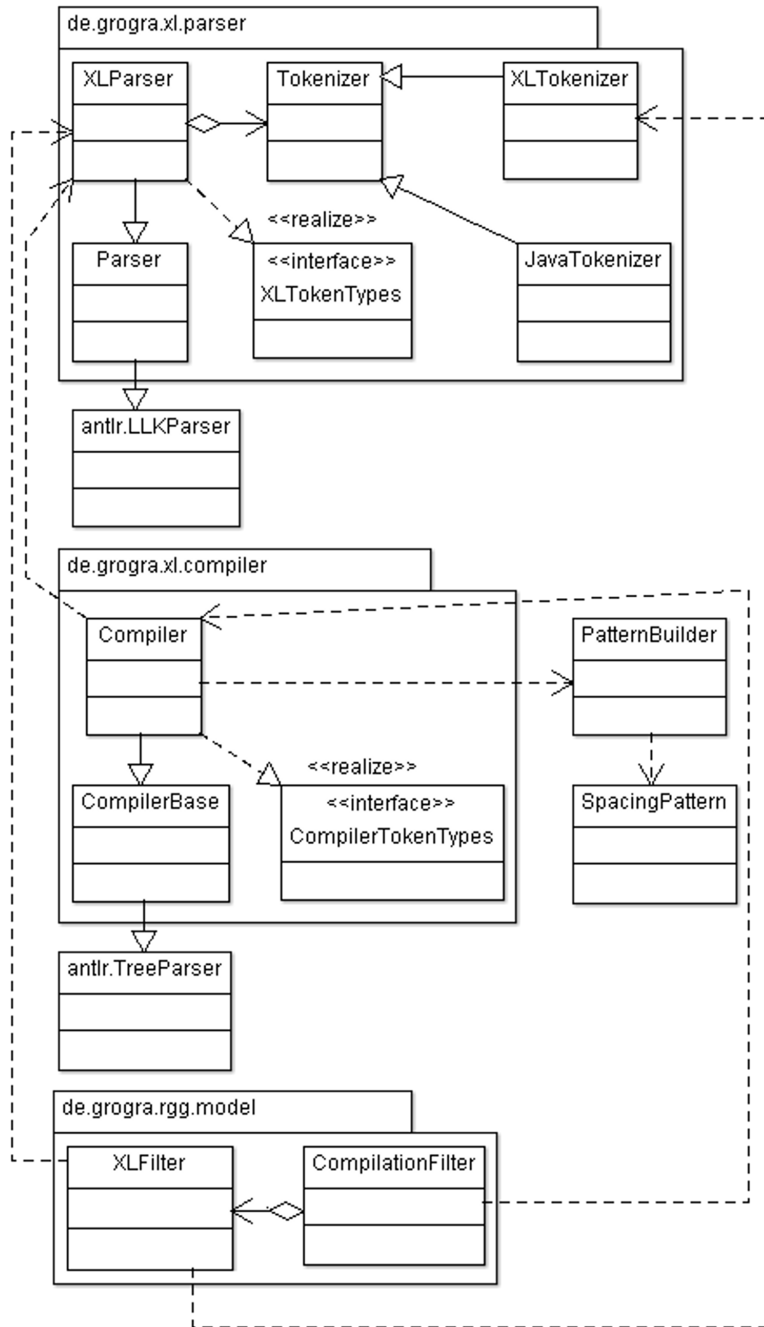 de.grogra.xl.parser
XLParser
Tokenizer
XLTokenizer
<<realize>>
Parser
<<interface>>
XLTokenTypes
JavaTokenizer
antlr.LLKParser
de.grogra.xl.compiler
Compiler
PatternBuilder
<<realize>>
CompilerBase
<<interface>>
CompilerTokenTypes
SpacingPattern
antlr.TreeParser
de.grogra.rgg.model
XLFilter
CompilationFilter